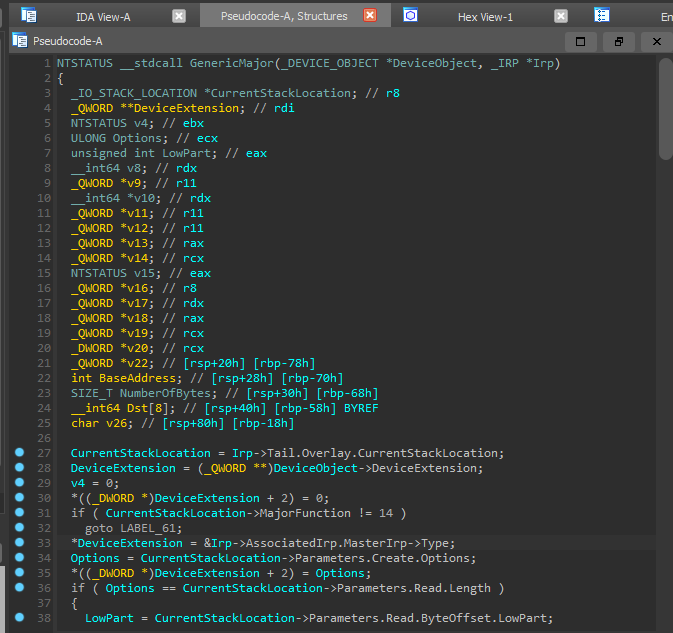 IDA View-A
Pseudocode-A, Structures
Hex View-1
En
Pseudocode-A
1 NTSTATUS __stdcall GenericMajor(_DEVICE_OBJECT *DeviceObject, _IRP *Irp)
2 {
3 _IO_STACK_LOCATION *CurrentStackLocation; // r8
4 _QWORD **DeviceExtension; // rdi
5 NTSTATUS v4; // ebx
6 ULONG Options; // ecx
7 unsigned int LowPart; // eax
8 __int64 v8; // rdx
9 _QWORD *v9; // r11
10 __int64 *v10; // rdx
11 _QWORD *v11; // r11
12 _QWORD *v12; // r11
13 _QWORD *v13; // rax
14 _QWORD *v14; // rcx
15 NTSTATUS v15; // eax
16 _QWORD *v16; // r8
17 _QWORD *v17; // rdx
18 _QWORD *v18; // rax
19 _QWORD *v19; // rcx
20 _DWORD *v20; // rcx
21 _QWORD *v22; // [rsp+20h] [rbp-78h]
22 int BaseAddress; // [rsp+28h] [rbp-70h]
23 SIZE_T NumberOfBytes; // [rsp+30h] [rbp-68h]
24 __int64 Dst[8]; // [rsp+40h] [rbp-58h] BYREF
25 char v26; // [rsp+80h] [rbp-18h]
26
27 CurrentStackLocation = Irp->Tail.Overlay.CurrentStackLocation;
28 DeviceExtension = (_QWORD **)DeviceObject->DeviceExtension;
29 v4 = 0;
30 *((_DWORD *)DeviceExtension + 2) = 0;
31 if ( CurrentStackLocation->MajorFunction != 14 )
32 goto LABEL_61;
33 *DeviceExtension = &Irp->AssociatedIrp.MasterIrp->Type;
34 Options = CurrentStackLocation->Parameters.Create.Options;
35 *((_DWORD *)DeviceExtension + 2) = Options;
36 if ( Options == CurrentStackLocation->Parameters.Read.Length )
37 {
38 LowPart = CurrentStackLocation->Parameters.Read.ByteOffset.LowPart;